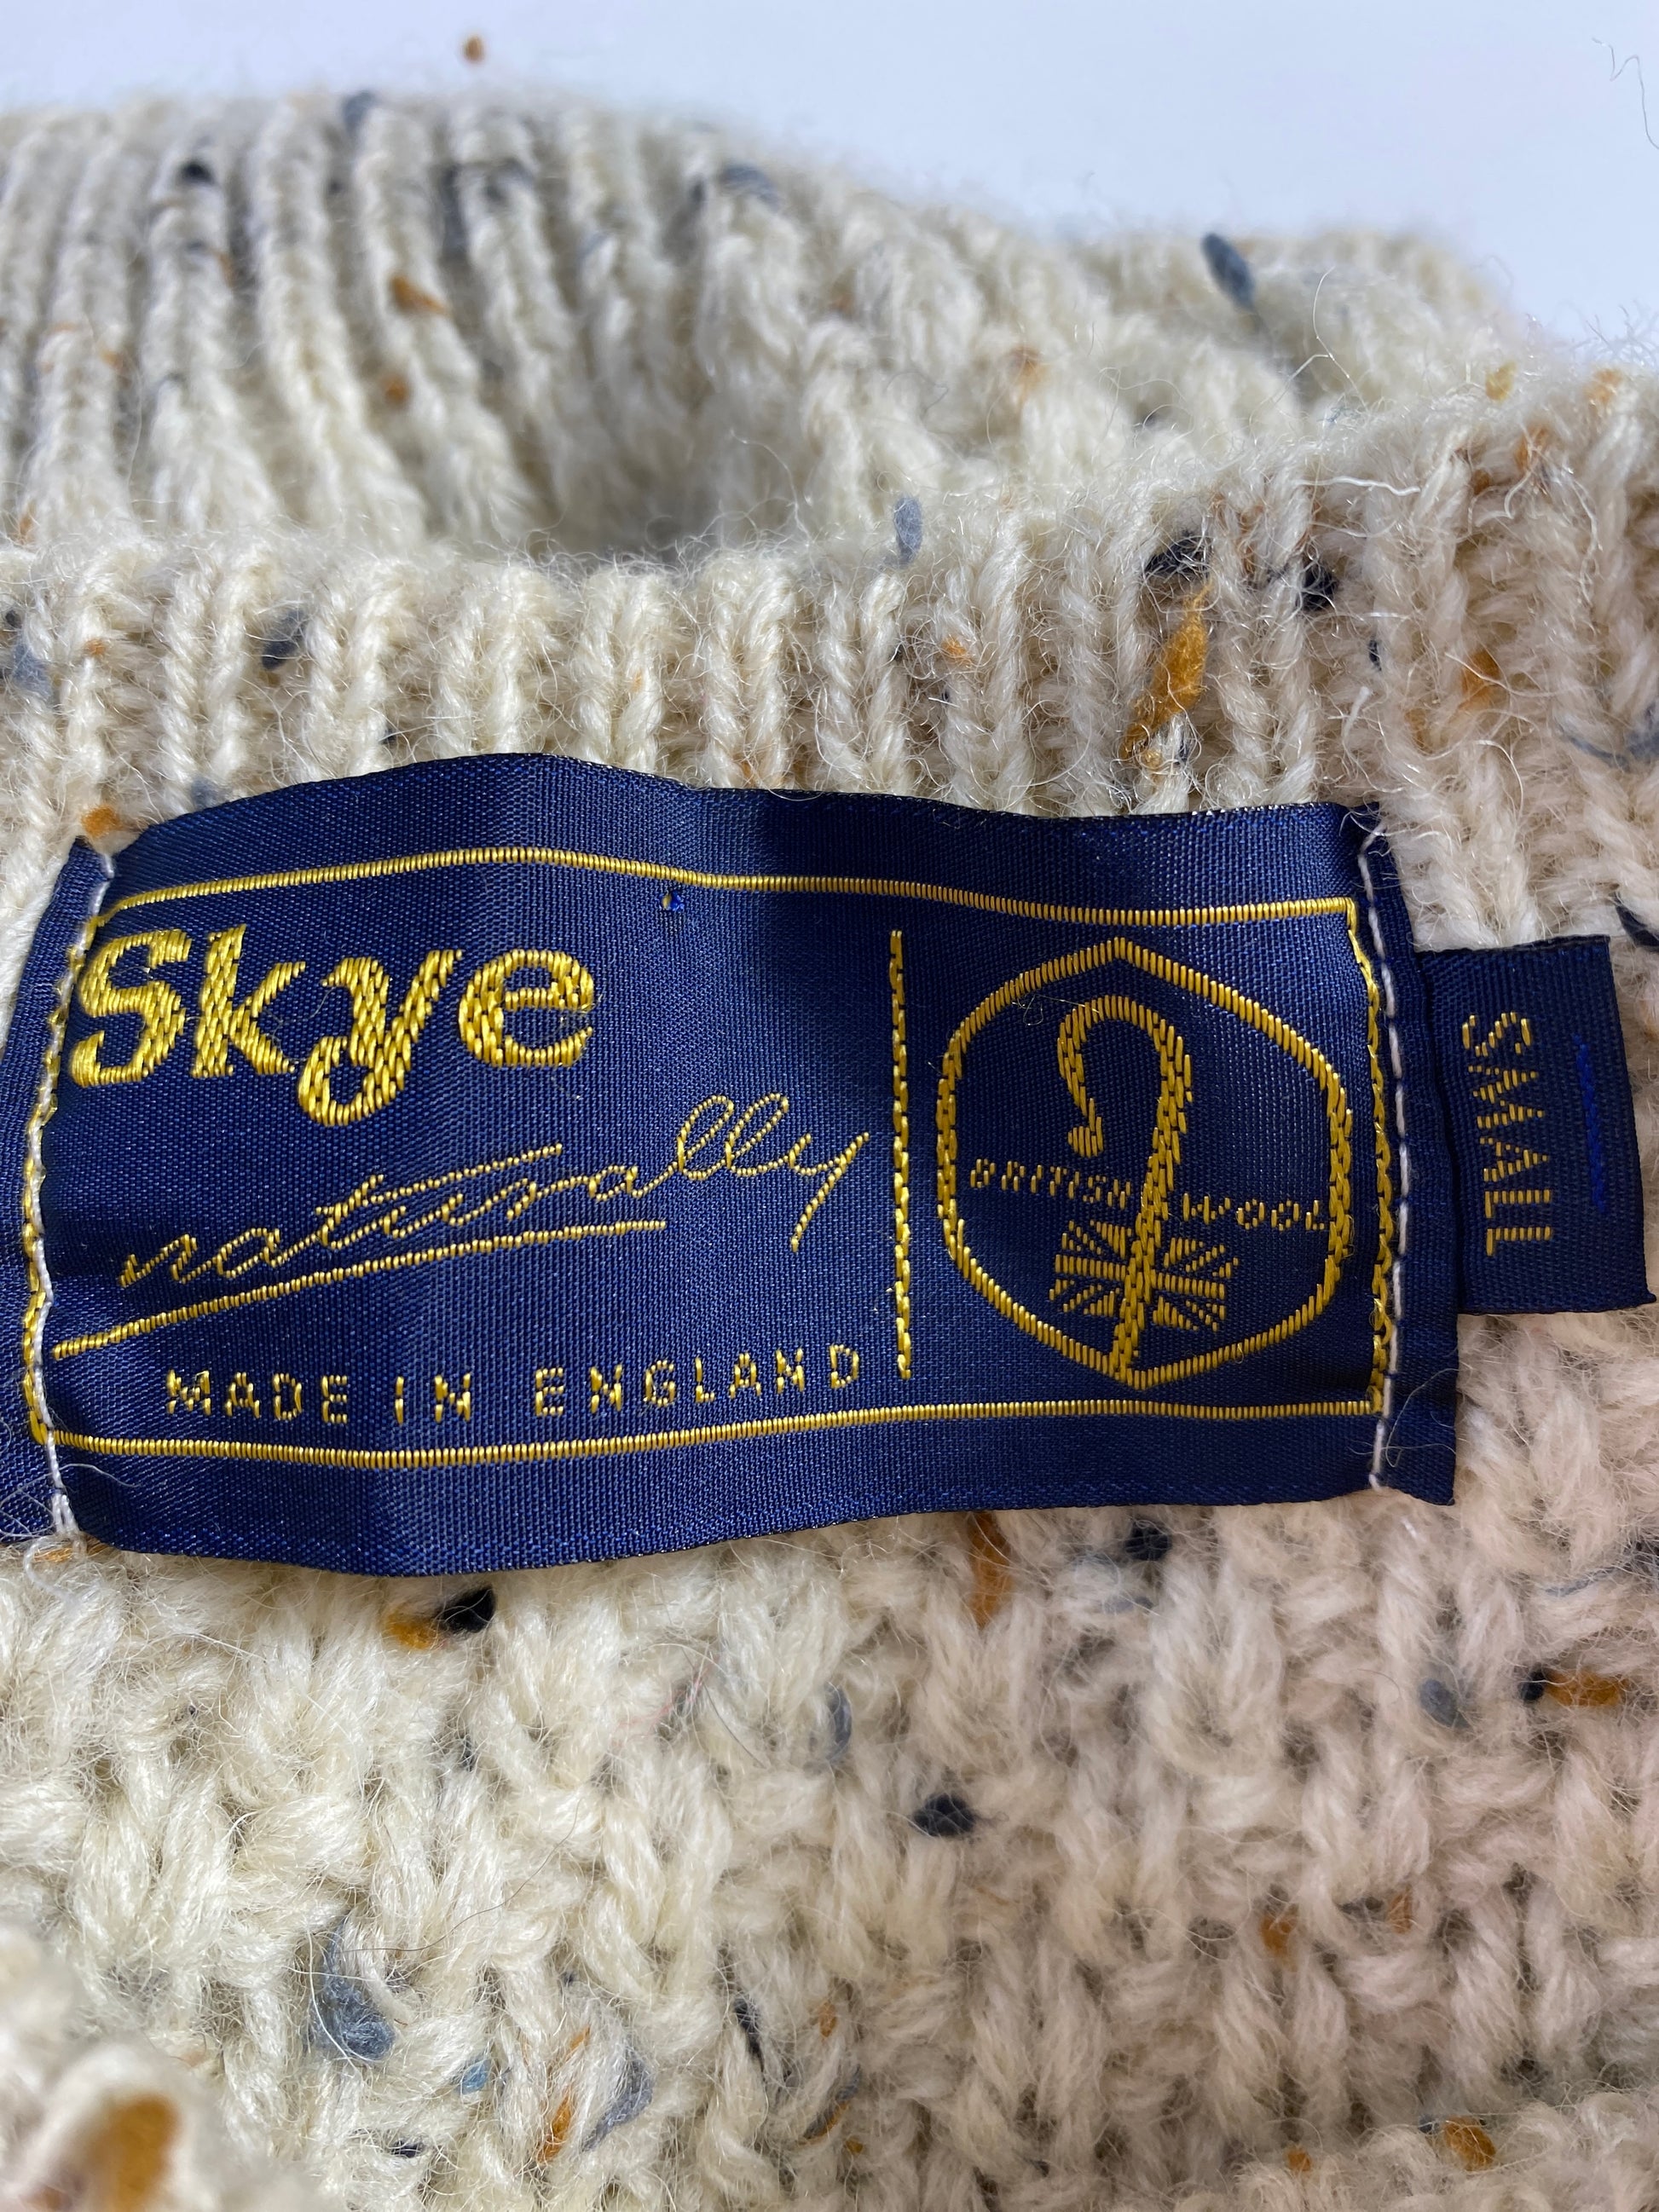 Skye
naturally
MADE IN ENGLAND
BRITISH WOOL
SMALL